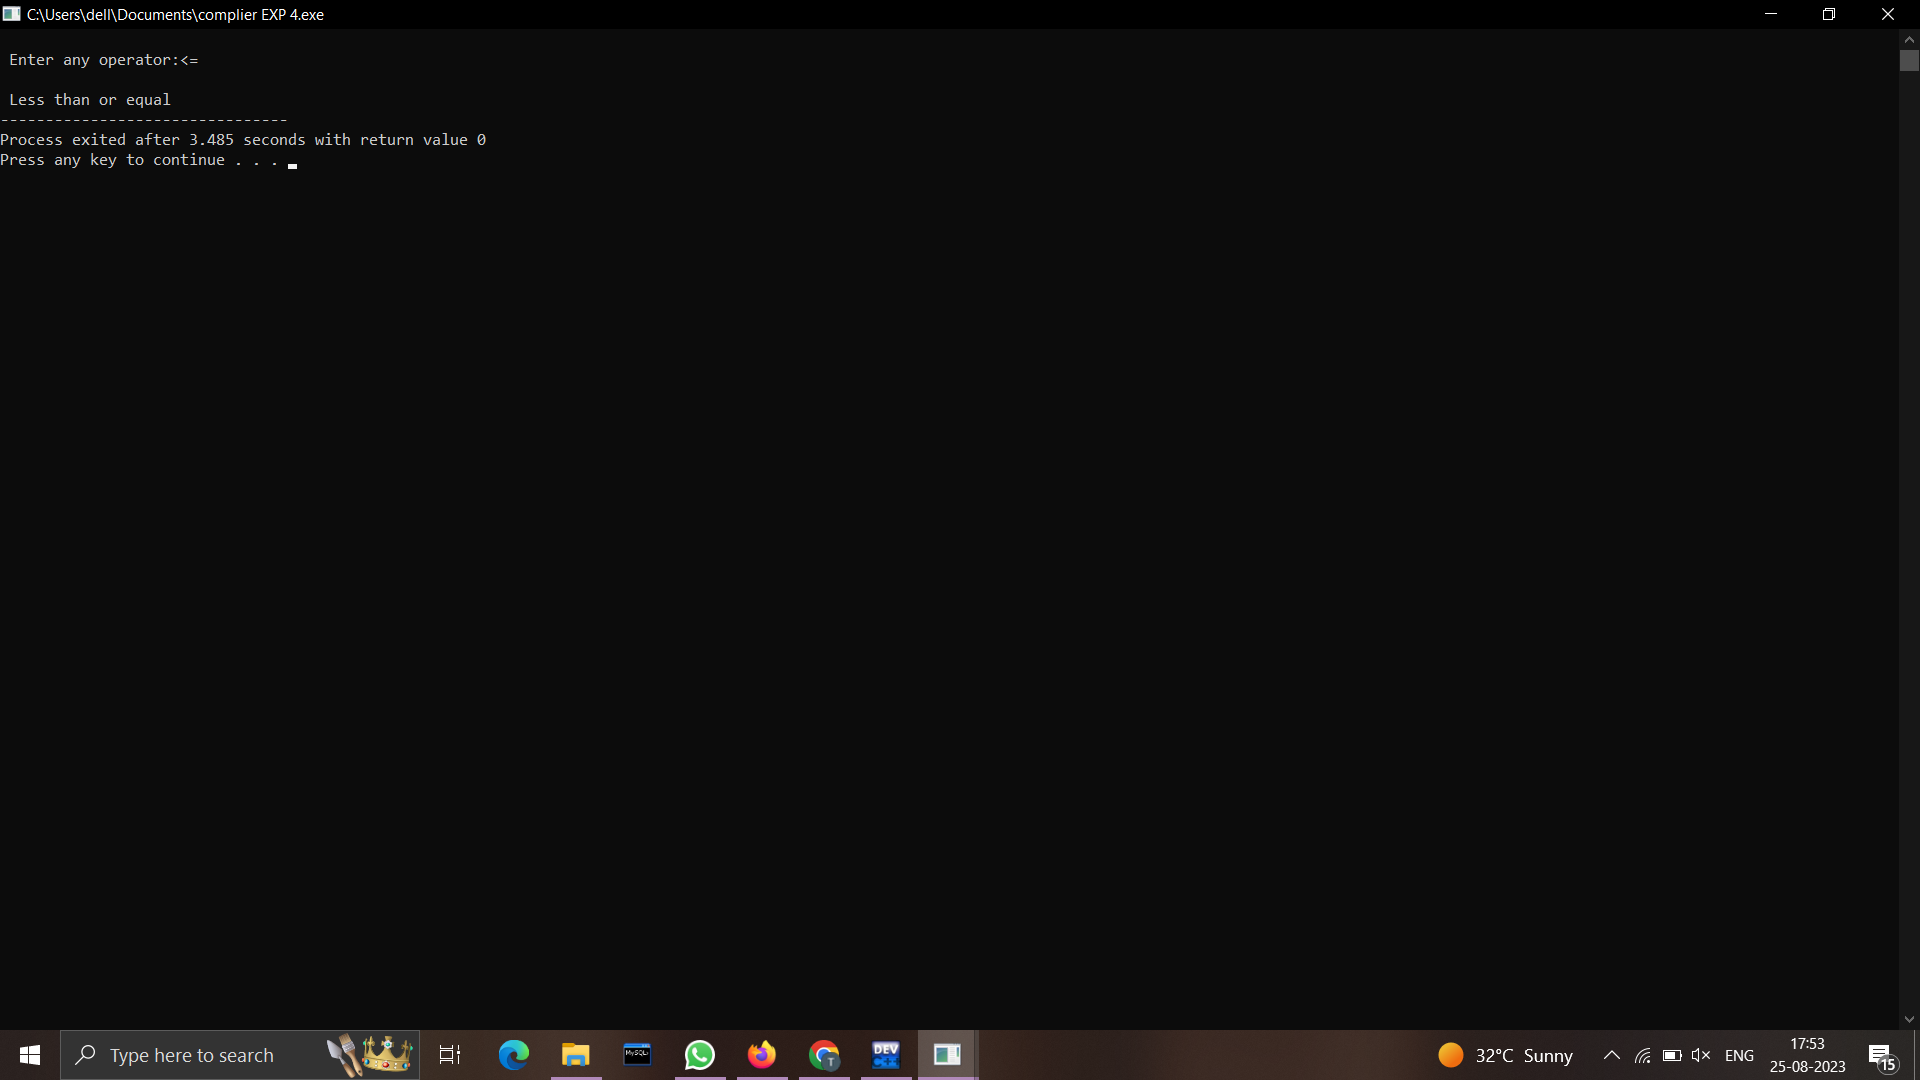 C:\Users\dell\Documents\complier EXP 4.exe
Enter any operator:<=
Less than or equal
--------------------------------
Process exited after 3.485 seconds with return value 0
Press any key to continue . . .
Type here to search
MySQL>
T
DEV
C++
32°C Sunny
ENG
17:53
25-08-2023
15